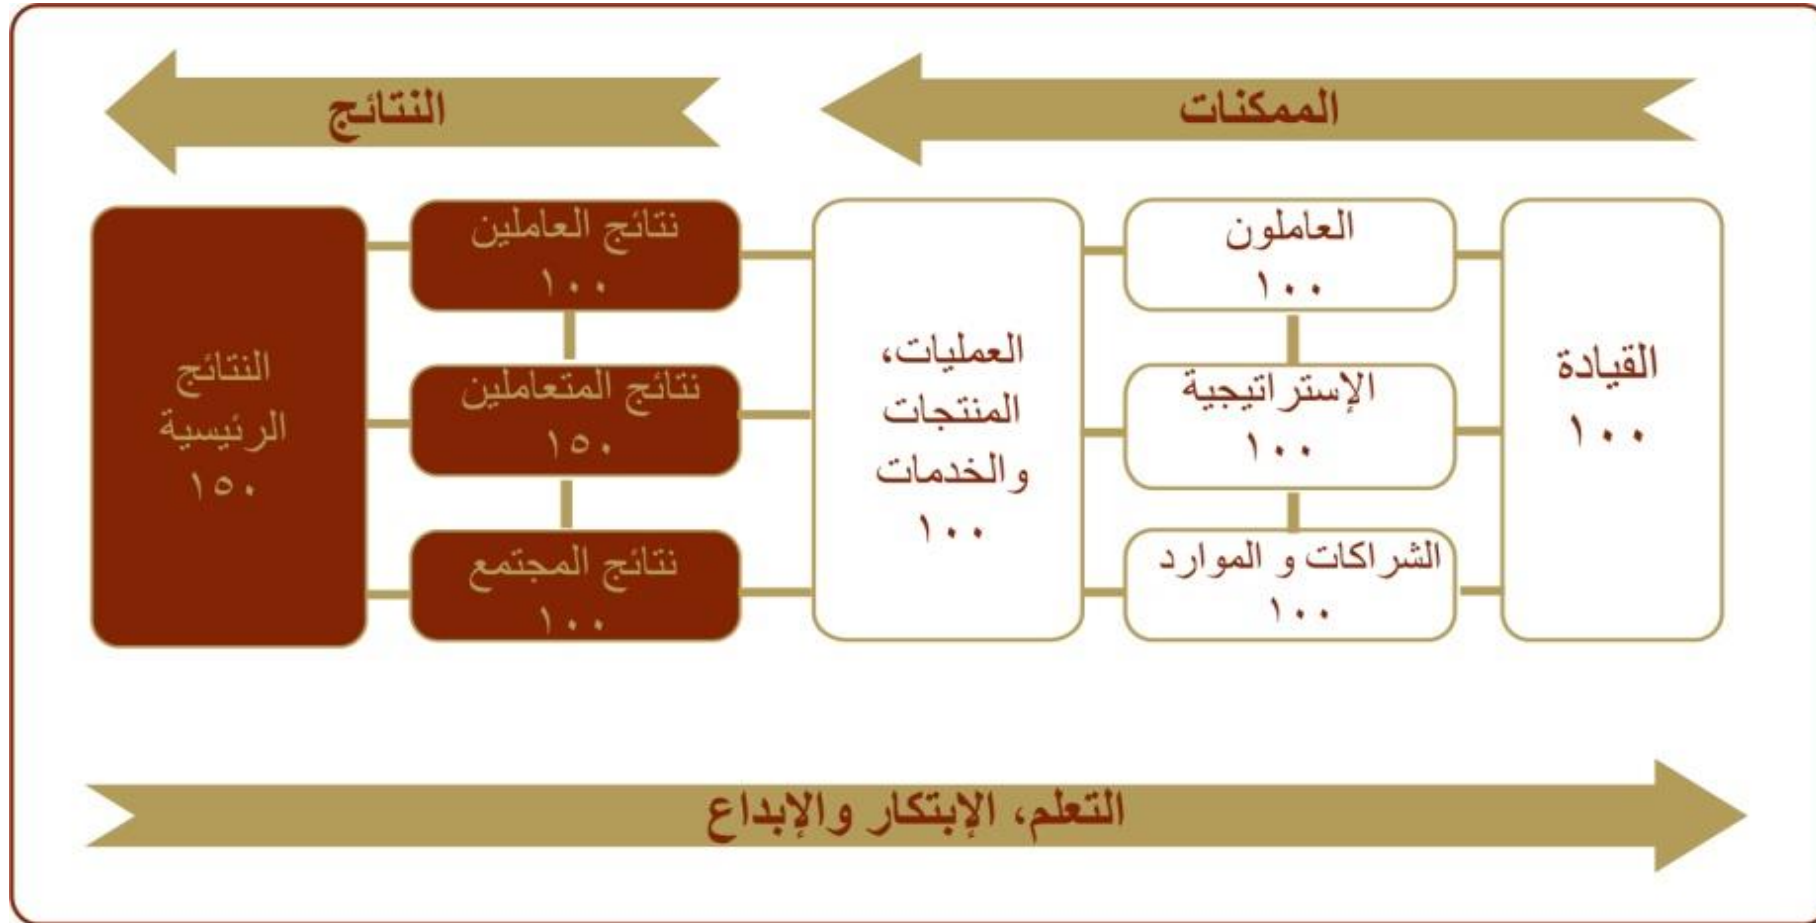 الممكنات
النتائج
القيادة
١٠٠
العاملون
١٠٠
الإستراتيجية
١٠٠
الشراكات و الموارد
١٠٠
العمليات،
المنتجات
والخدمات
١٠٠
نتائج العاملين
١٠٠
نتائج المتعاملين
١٥٠
نتائج المجتمع
١٠٠
النتائج
الرئيسية
١٥٠
التعلم، الإبتكار والإبداع